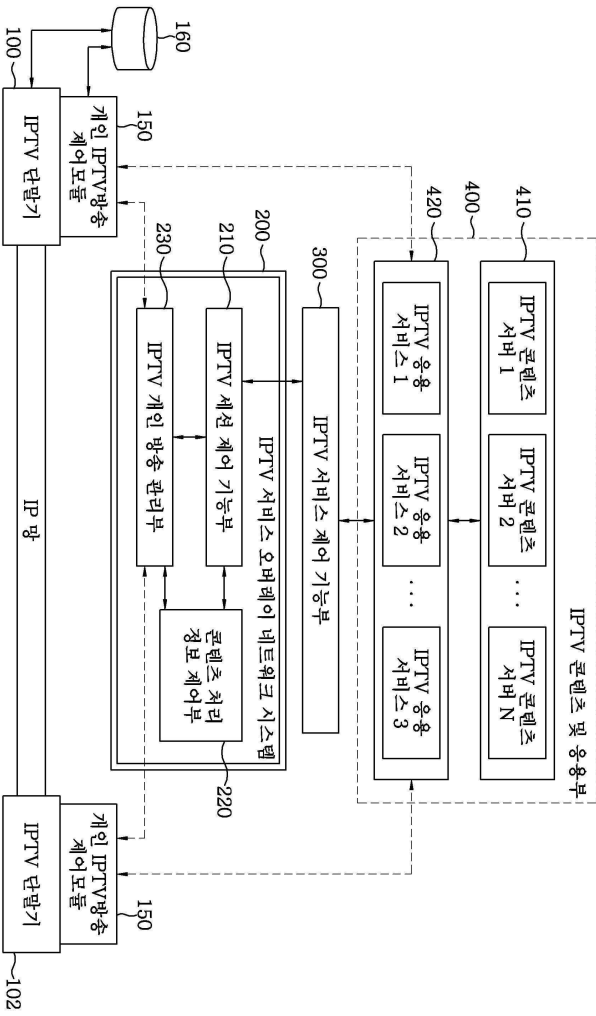 IPTV 콘텐츠 및 응용부
400
410
IPTV 콘텐츠
서버 1
IPTV 콘텐츠
서버 2
...
IPTV 콘텐츠
서버 N
420
IPTV 응용
서비스 1
IPTV 응용
서비스 2
...
IPTV 응용
서비스 3
300
IPTV 서비스 제어 기능부
200
IPTV 서비스 오버레이 네트워크 시스템
210
IPTV 세션 제어 기능부
230
IPTV 개인 방송 관리부
콘텐츠 처리
정보 제어부
220
160
150
개인 IPTV방송
제어모듈
100
IPTV 단말기
IP 망
개인 IPTV방송
제어모듈
150
IPTV 단말기
102